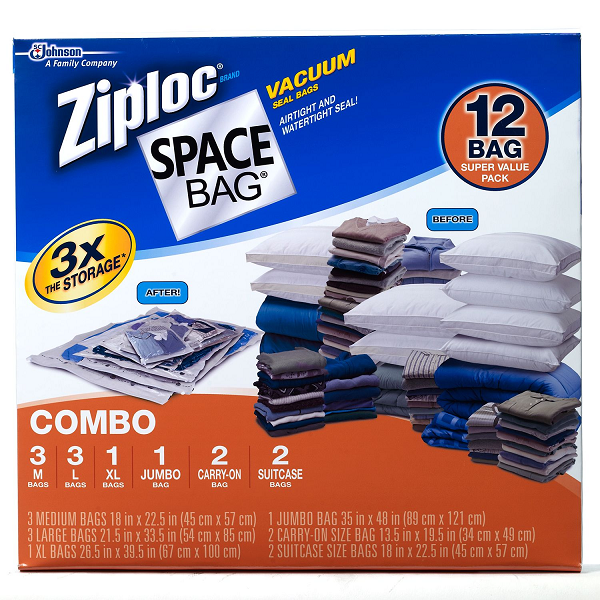 SC Johnson
A Family Company
Ziploc® BRAND
SPACE
BAG®
VACUUM
SEAL BAGS
AIRTIGHT AND
WATERTIGHT SEAL!
12
BAG
SUPER VALUE
PACK
BEFORE
3x
THE STORAGE*
AFTER!
COMBO
3
M
BAGS
3
L
BAGS
1
XL
BAGS
1
JUMBO
BAG
2
CARRY-ON
BAG
2
SUITCASE
BAGS
3 MEDIUM BAGS 18 in x 22.5 in (45 cm x 57 cm)
3 LARGE BAGS 21.5 in x 33.5 in (54 cm x 85 cm)
1 XL BAGS 26.5 in x 39.5 in (67 cm x 100 cm)
1 JUMBO BAG 35 in x 48 in (89 cm x 121 cm)
2 CARRY-ON SIZE BAG 13.5 in x 19.5 in (34 cm x 49 cm)
2 SUITCASE SIZE BAGS 18 in x 22.5 in (45 cm x 57 cm)